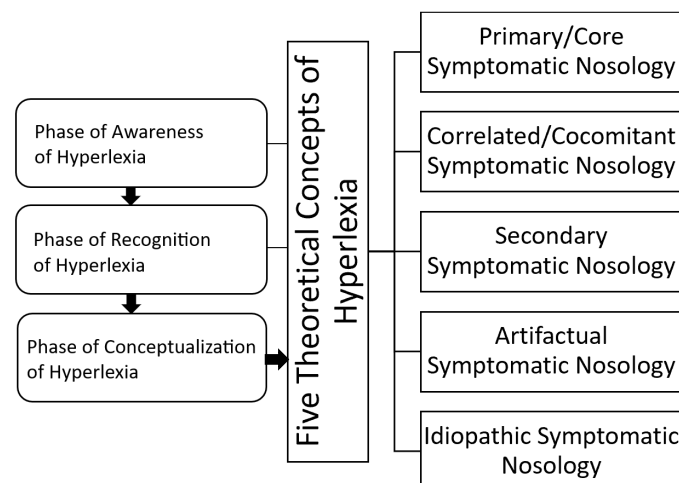 Phase of Awareness
of Hyperlexia
Phase of Recognition
of Hyperlexia
Phase of Conceptualization
of Hyperlexia
Five Theoretical Concepts of
Hyperlexia
Primary/Core
Symptomatic Nosology
Correlated/Cocomitant
Symptomatic Nosology
Secondary
Symptomatic Nosology
Artifactual
Symptomatic Nosology
Idiopathic Symptomatic
Nosology